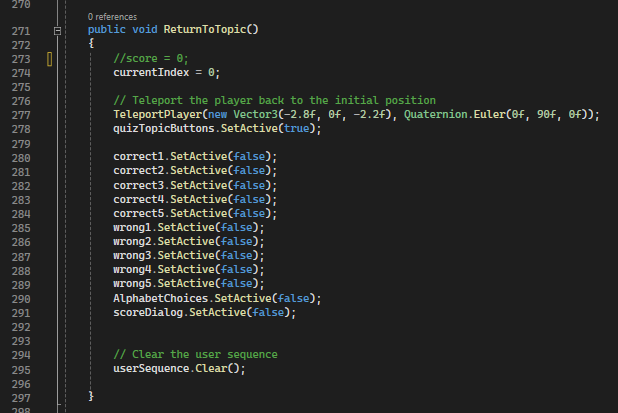 270
0 references
271 public void ReturnToTopic()
272 {
273 //score = 0;
274 currentIndex = 0;
275
276 // Teleport the player back to the initial position
277 TeleportPlayer(new Vector3(-2.8f, 0f, -2.2f), Quaternion.Euler(0f, 90f, 0f));
278 quizTopicButtons.SetActive(true);
279
280 correct1.SetActive(false);
281 correct2.SetActive(false);
282 correct3.SetActive(false);
283 correct4.SetActive(false);
284 correct5.SetActive(false);
285 wrong1.SetActive(false);
286 wrong2.SetActive(false);
287 wrong3.SetActive(false);
288 wrong4.SetActive(false);
289 wrong5.SetActive(false);
290 AlphabetChoices.SetActive(false);
291 scoreDialog.SetActive(false);
292
293
294 // Clear the user sequence
295 userSequence.Clear();
296
297 }
298